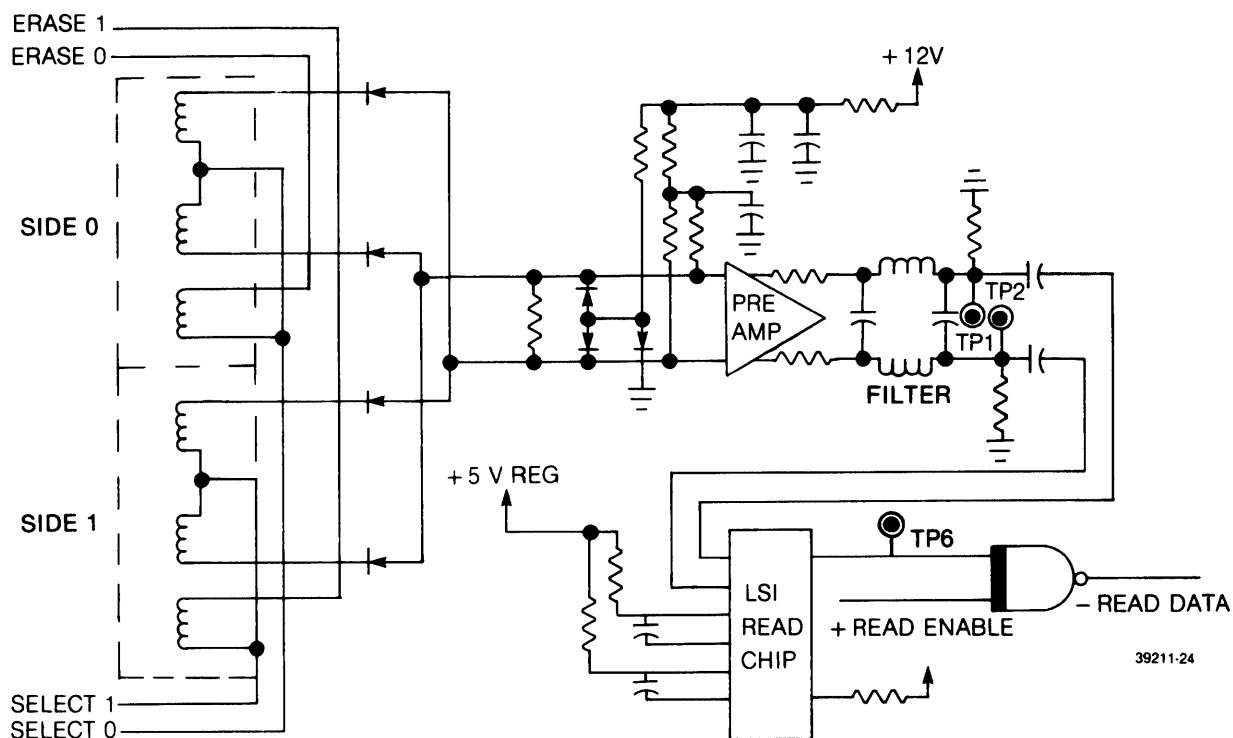 ERASE 1
ERASE 0
+ 12V
SIDE 0
PRE
AMP
TP2
TP1
FILTER
+ 5 V REG
SIDE 1
TP6
LSI
READ
CHIP
+ READ ENABLE
– READ DATA
39211-24
SELECT 1
SELECT 0